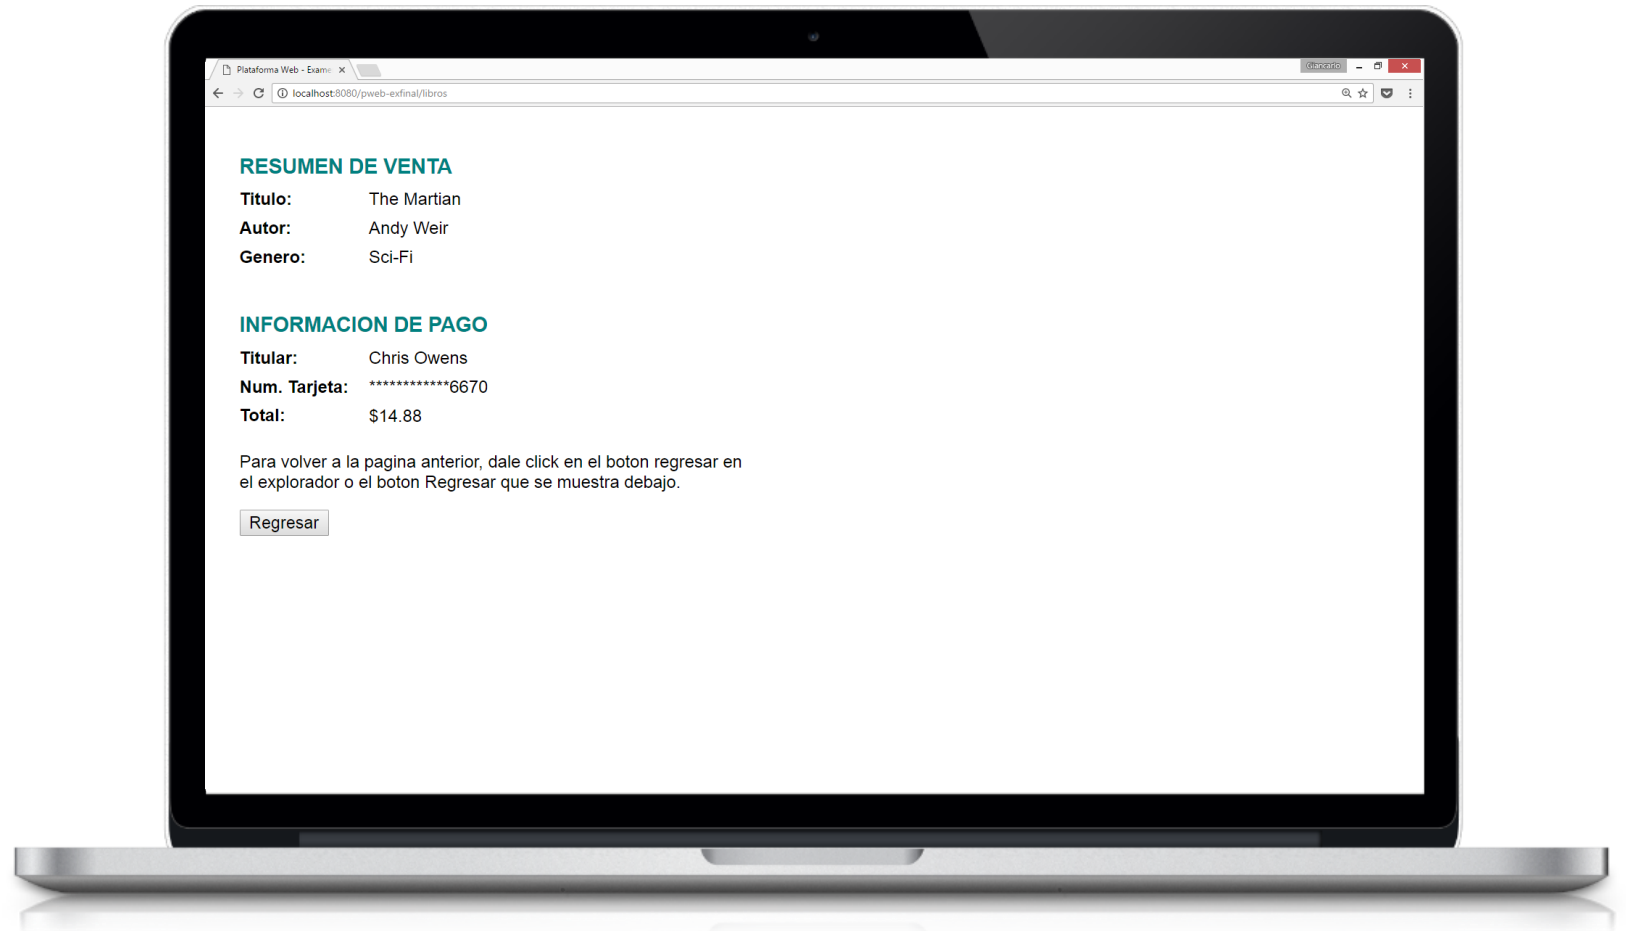 Plataforma Web - Exame
Giancarlo
localhost:8080/pweb-exfinal/libros
RESUMEN DE VENTA
Titulo: The Martian
Autor: Andy Weir
Genero: Sci-Fi
INFORMACION DE PAGO
Titular: Chris Owens
Num. Tarjeta: ************6670
Total: $14.88
Para volver a la pagina anterior, dale click en el boton regresar en
el explorador o el boton Regresar que se muestra debajo.
Regresar